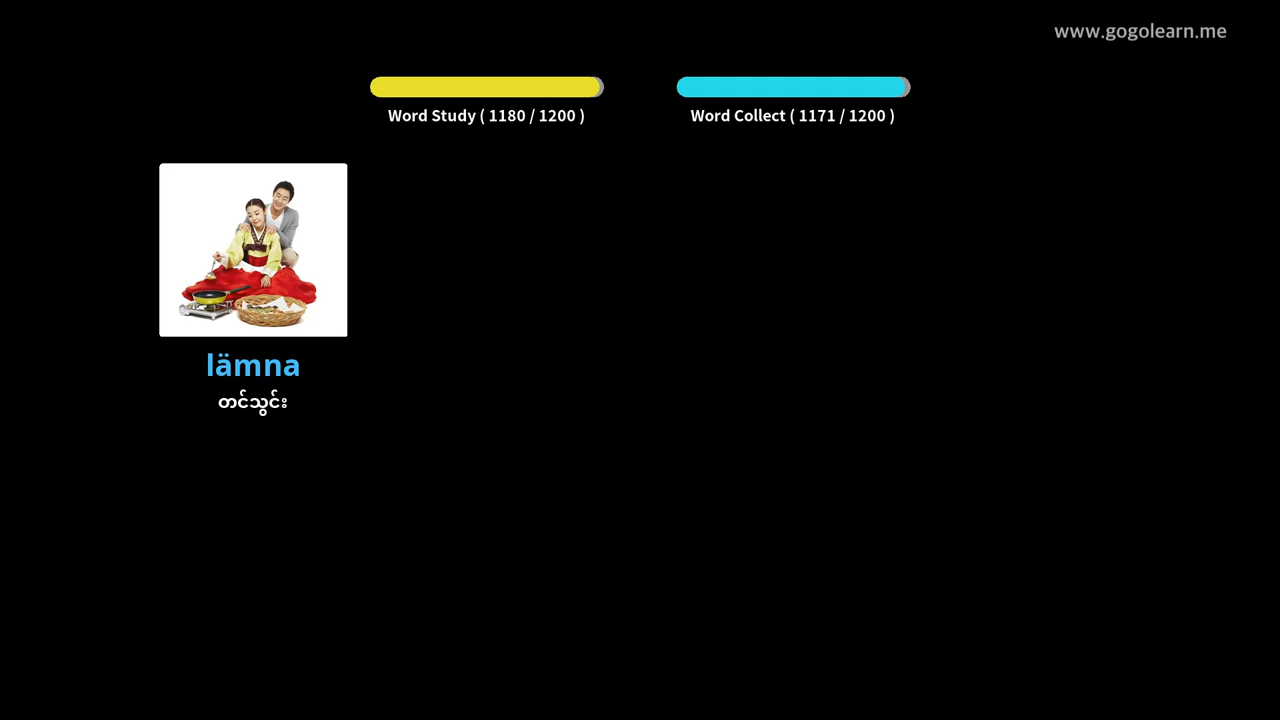 www.gogolearn.me
Word Study ( 1180 / 1200 )
Word Collect ( 1171 / 1200 )
lämna
တင်သွင်း